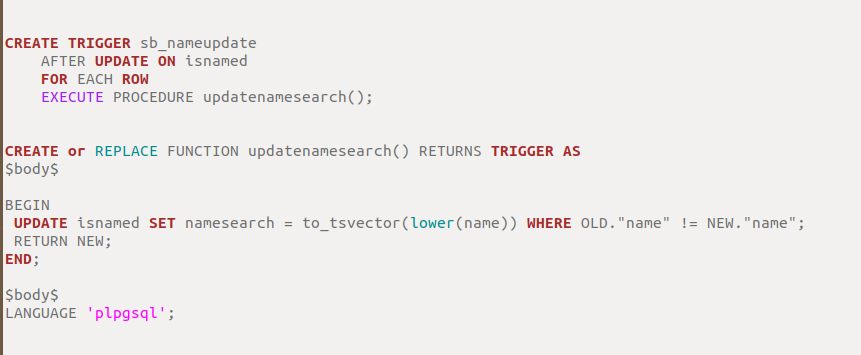 CREATE TRIGGER sb_nameupdate
    AFTER UPDATE ON isnamed
    FOR EACH ROW
    EXECUTE PROCEDURE updatenamesearch();
CREATE or REPLACE FUNCTION updatenamesearch() RETURNS TRIGGER AS
$body$
BEGIN
 UPDATE isnamed SET namesearch = to_tsvector(lower(name)) WHERE OLD."name" != NEW."name";
 RETURN NEW;
END;
$body$
LANGUAGE 'plpgsql';